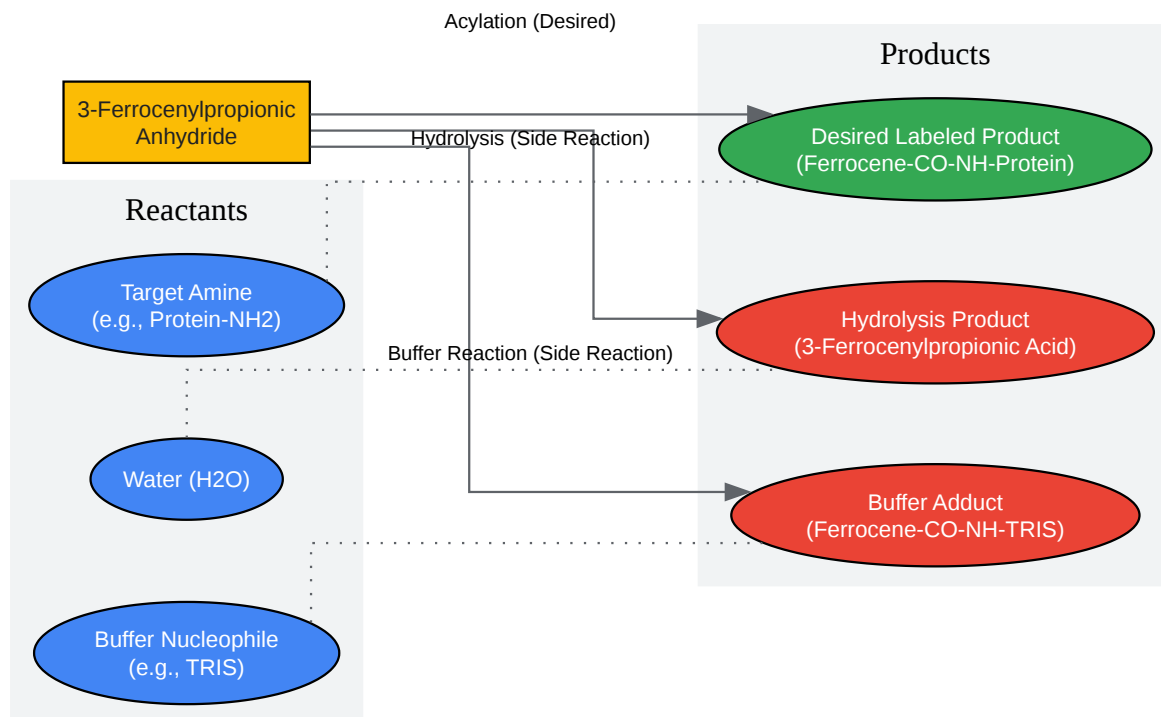 Acylation (Desired)
Products
3-Ferrocenylpropionic
Anhydride
Hydrolysis (Side Reaction)
Desired Labeled Product
(Ferrocene-CO-NH-Protein)
Reactants
Target Amine
(e.g., Protein-NH2)
Hydrolysis Product
(3-Ferrocenylpropionic Acid)
Buffer Reaction (Side Reaction)
Water (H2O)
Buffer Adduct
(Ferrocene-CO-NH-TRIS)
Buffer Nucleophile
(e.g., TRIS)